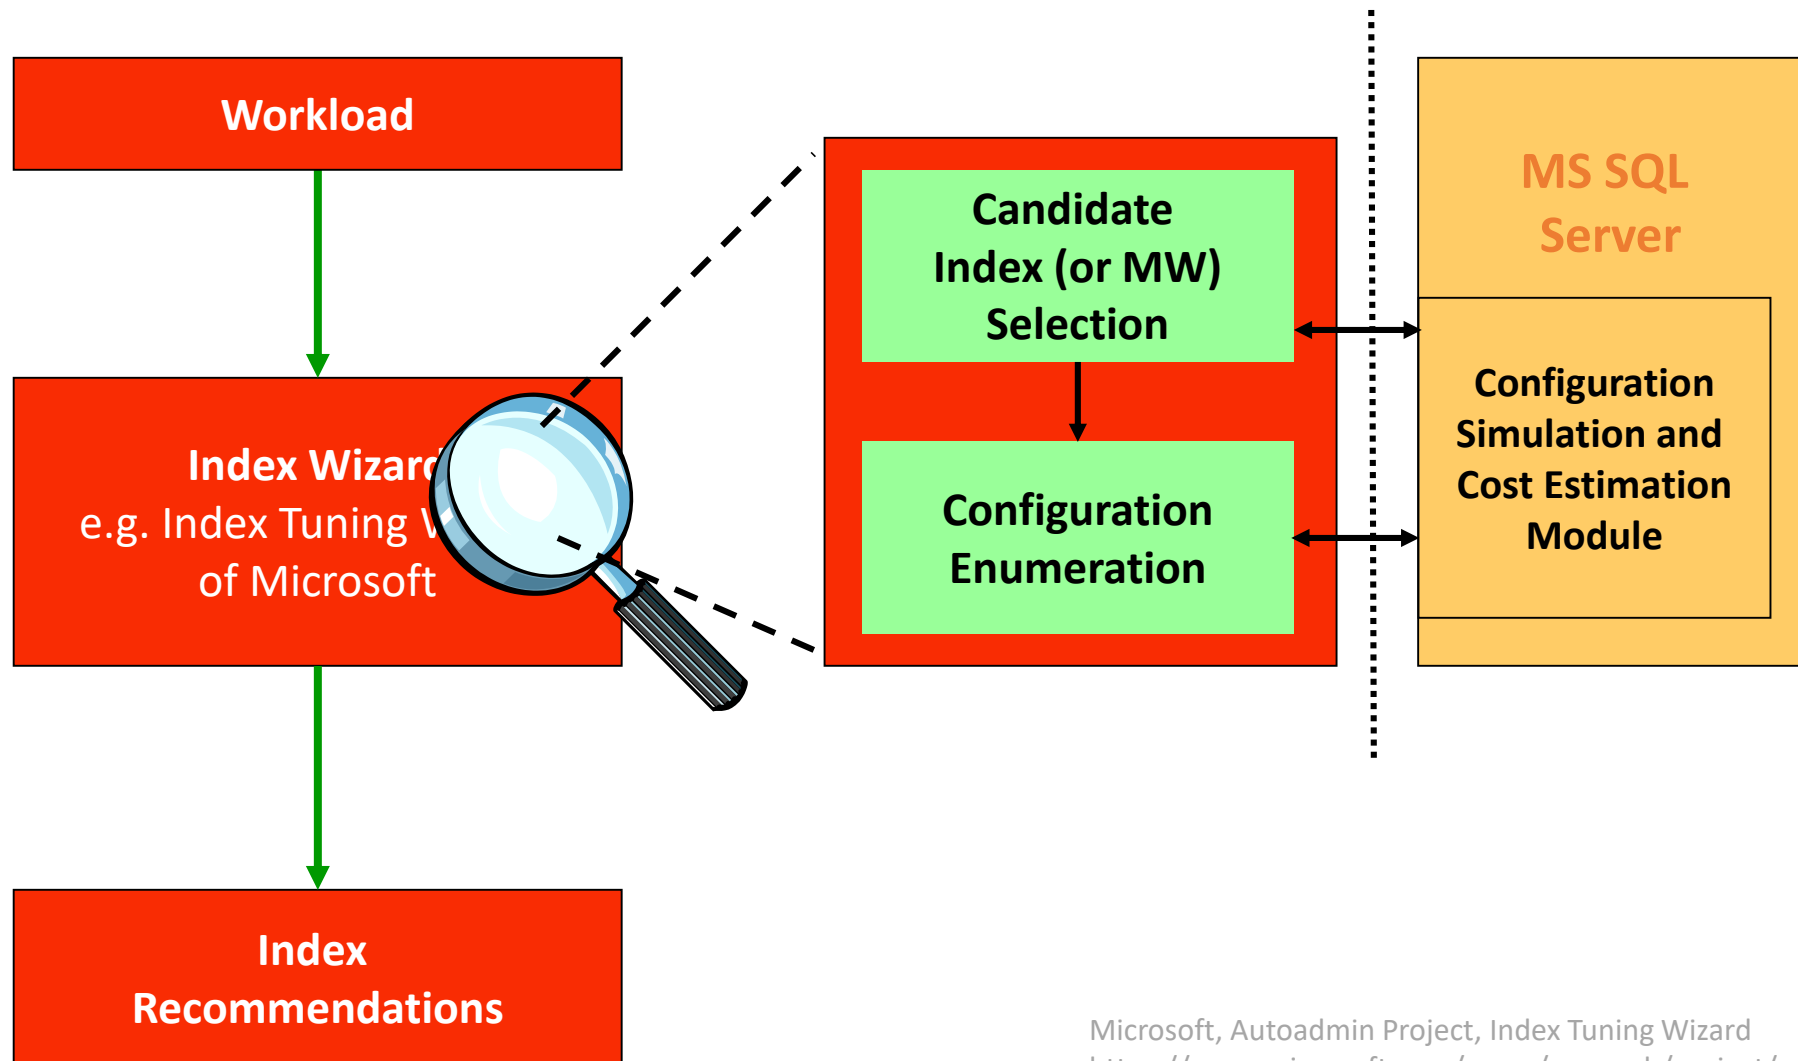 Workload
Index Wizard
e.g. Index Tuning
of Microsoft
Index
Recommendations
Candidate
Index (or MW)
Selection
Configuration
Enumeration
MS SQL
Server
Configuration
Simulation and
Cost Estimation
Module
Microsoft, Autoadmin Project, Index Tuning Wizard